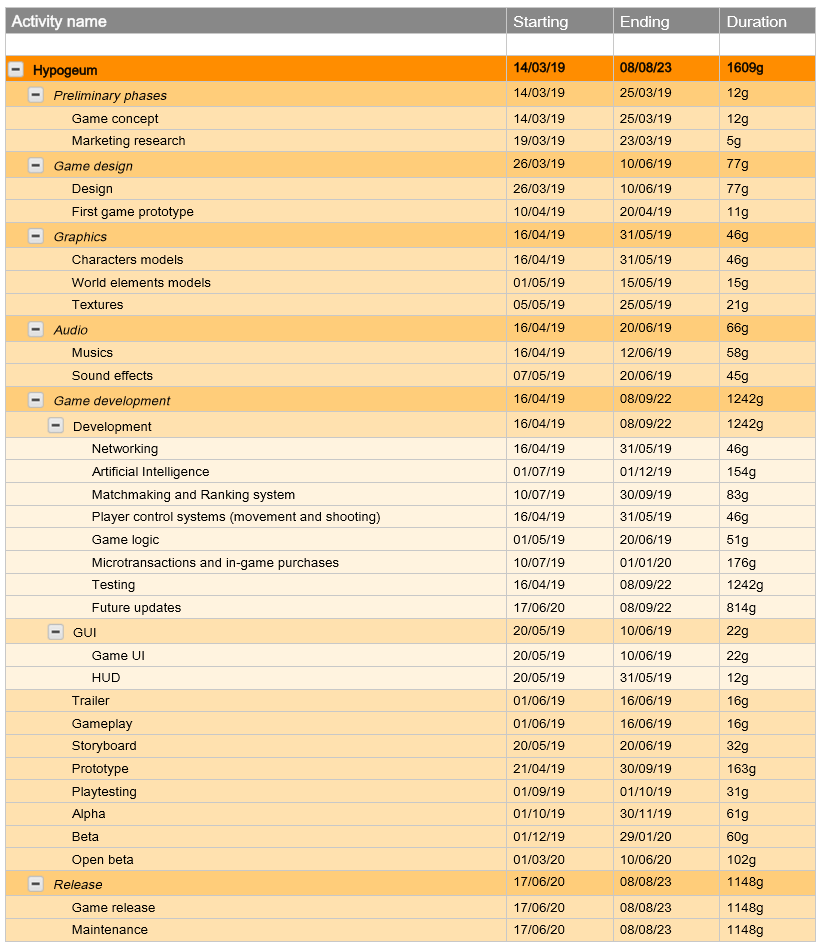 Activity name Starting Ending Duration
Hypogeum 14/03/19 08/08/23 1609g
Preliminary phases 14/03/19 25/03/19 12g
Game concept 14/03/19 25/03/19 12g
Marketing research 19/03/19 23/03/19 5g
Game design 26/03/19 10/06/19 77g
Design 26/03/19 10/06/19 77g
First game prototype 10/04/19 20/04/19 11g
Graphics 16/04/19 31/05/19 46g
Characters models 16/04/19 31/05/19 46g
World elements models 01/05/19 15/05/19 15g
Textures 05/05/19 25/05/19 21g
Audio 16/04/19 20/06/19 66g
Musics 16/04/19 12/06/19 58g
Sound effects 07/05/19 20/06/19 45g
Game development 16/04/19 08/09/22 1242g
Development 16/04/19 08/09/22 1242g
Networking 16/04/19 31/05/19 46g
Artificial Intelligence 01/07/19 01/12/19 154g
Matchmaking and Ranking system 10/07/19 30/09/19 83g
Player control systems (movement and shooting) 16/04/19 31/05/19 46g
Game logic 01/05/19 20/06/19 51g
Microtransactions and in-game purchases 10/07/19 01/01/20 176g
Testing 16/04/19 08/09/22 1242g
Future updates 17/06/20 08/09/22 814g
GUI 20/05/19 10/06/19 22g
Game UI 20/05/19 10/06/19 22g
HUD 20/05/19 31/05/19 12g
Trailer 01/06/19 16/06/19 16g
Gameplay 01/06/19 16/06/19 16g
Storyboard 20/05/19 20/06/19 32g
Prototype 21/04/19 30/09/19 163g
Playtesting 01/09/19 01/10/19 31g
Alpha 01/10/19 30/11/19 61g
Beta 01/12/19 29/01/20 60g
Open beta 01/03/20 10/06/20 102g
Release 17/06/20 08/08/23 1148g
Game release 17/06/20 08/08/23 1148g
Maintenance 17/06/20 08/08/23 1148g